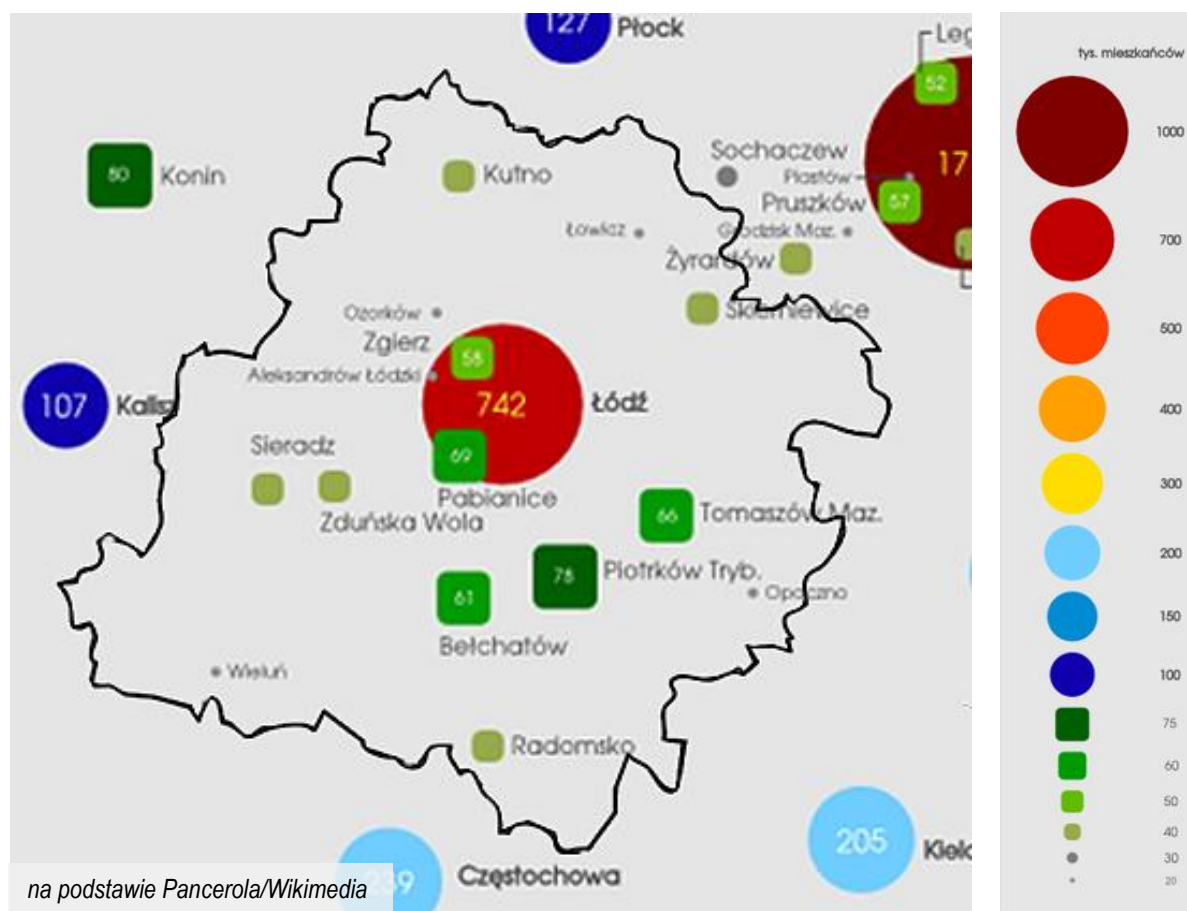 127 Płock
Leg
52
tys. mieszkańców
1000
80 Konin
Kutno
Sochaczew
Piastów
17
Pruszków 57
Łowicz
Grodzisk Maz.
Żyrardów
700
Ozorków
Skierniewice
Zgierz 58
500
Aleksandrów Łódzki
107 Kalisz
742 Łódź
400
Sieradz
69
Pabianice
300
Zduńska Wola
66 Tomaszów Maz.
200
Piotrków Tryb.
61
Opoczno
150
Bełchatów
Wieluń
100
Radomsko
75
60
50
205 Kielc
40
239 Częstochowa
30
20
na podstawie Pancerola/Wikimedia